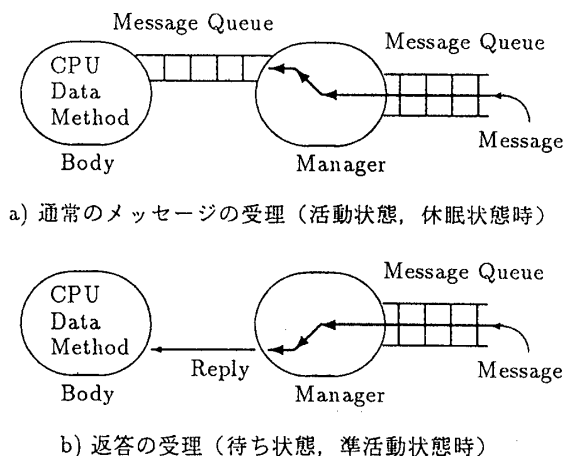 Message Queue
Message Queue
CPU
Data
Method
Message
Body
Manager
a) 通常のメッセージの受理（活動状態，休眠状態時）
Message Queue
CPU
Data
Method
Reply
Message
Body
Manager
b) 返答の受理（待ち状態，準活動状態時）